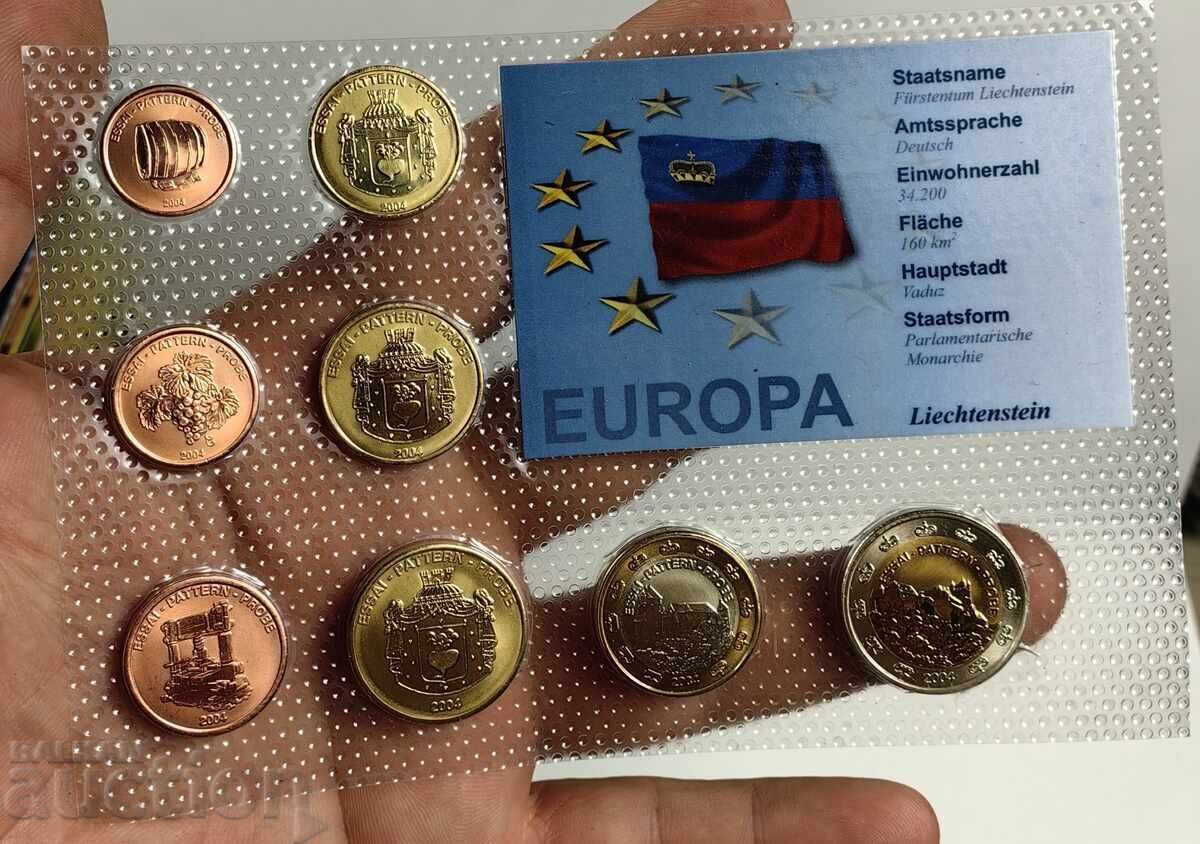 ESSAI - PATTERN - PROBE
2004
ESSAI - PATTERN - PROBE
2004
Staatsname
Fürstentum Liechtenstein
Amtssprache
Deutsch
Einwohnerzahl
34.200
Fläche
160 km²
Hauptstadt
Vaduz
Staatsform
Parlamentarische
Monarchie
EUROPA
Liechtenstein
ESSAI - PATTERN - PROBE
2004
ESSAI - PATTERN - PROBE
2004
ESSAI - PATTERN - PROBE
2004
ESSAI - PATTERN - PROBE
2004
ESSAI - PATTERN - PROBE
2004
ESSAI - PATTERN - PROBE
2004
BALKAN
auction